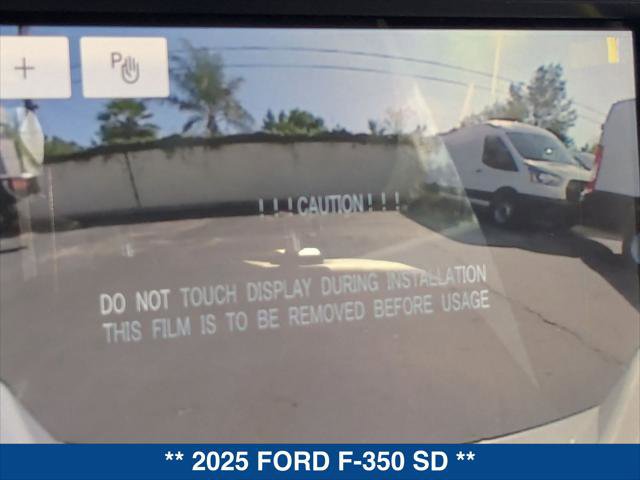 +
P
!!!CAUTION!!!
DO NOT TOUCH DISPLAY DURING INSTALLATION
THIS FILM IS TO BE REMOVED BEFORE USAGE
** 2025 FORD F-350 SD **